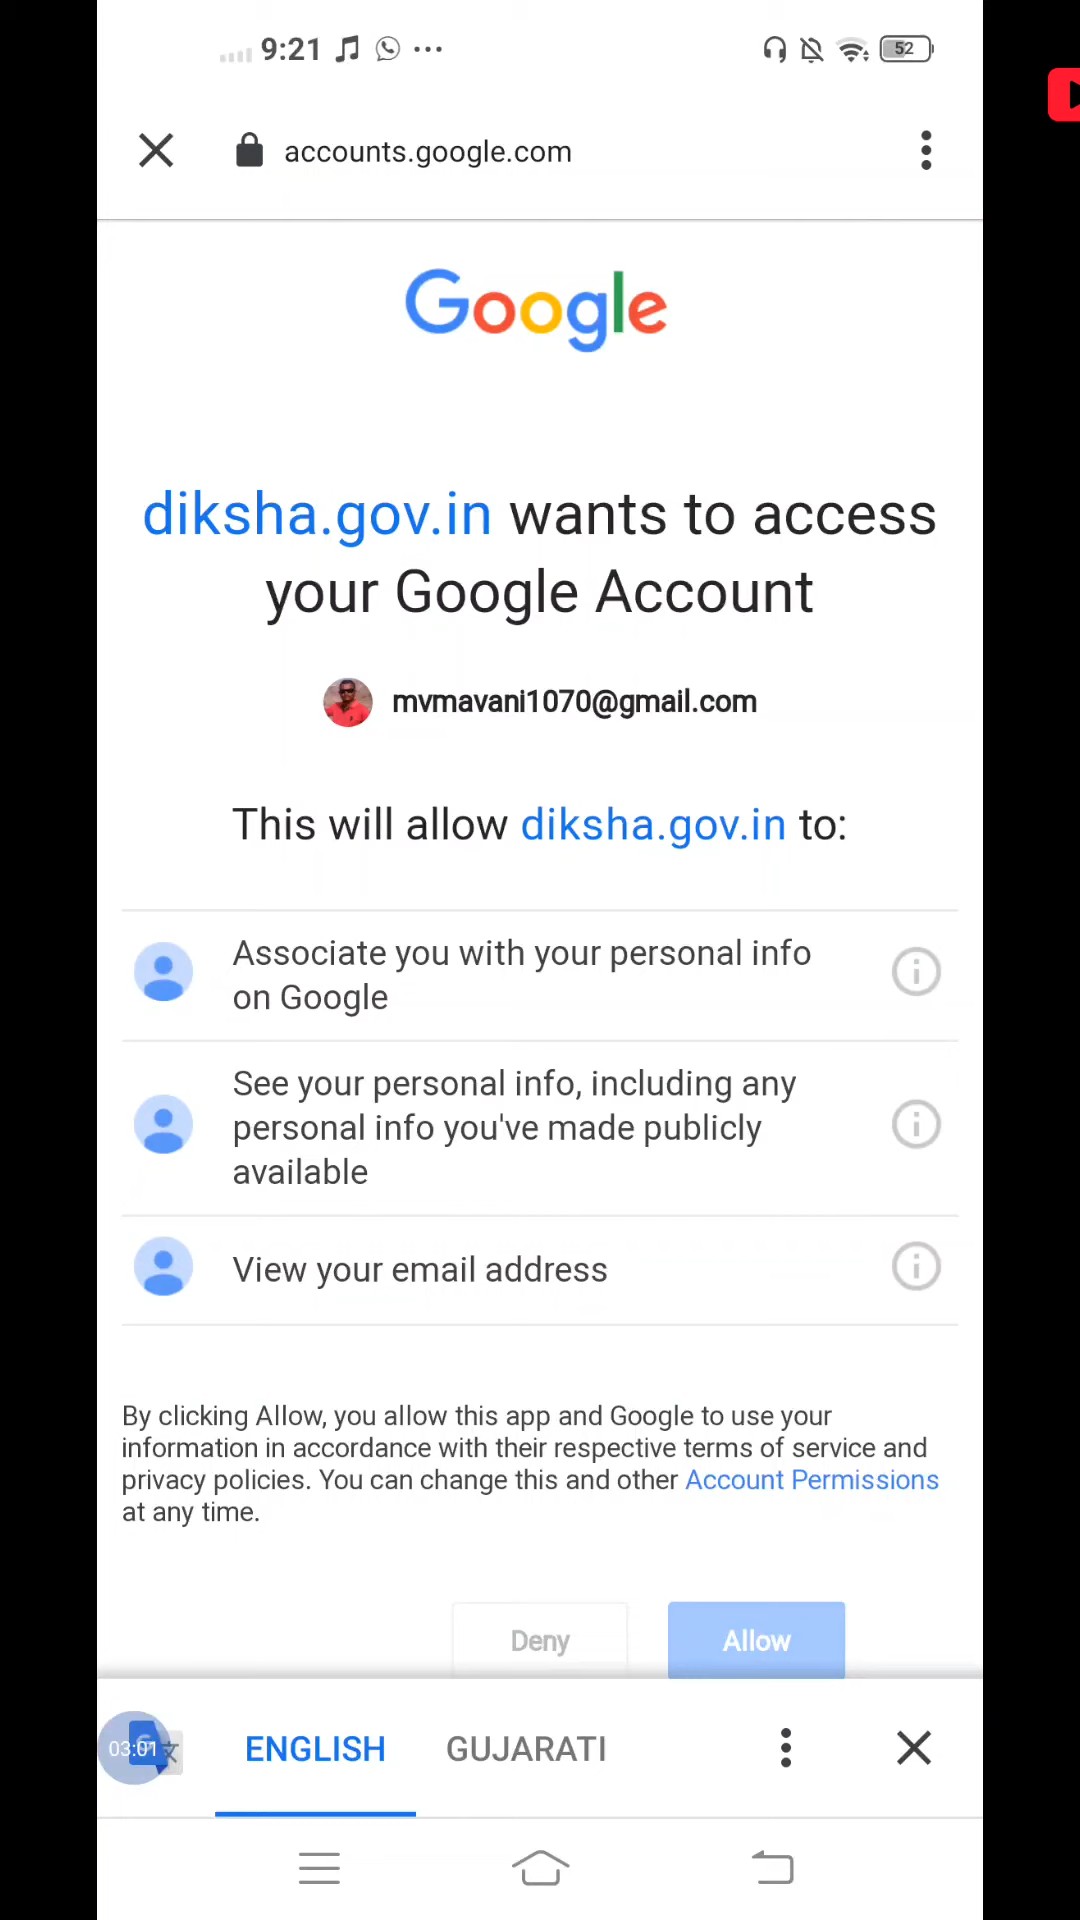 9:21
52
accounts.google.com
Google
diksha.gov.in wants to access
your Google Account
mvmavani1070@gmail.com
This will allow diksha.gov.in to:
Associate you with your personal info
on Google
See your personal info, including any
personal info you've made publicly
available
View your email address
By clicking Allow, you allow this app and Google to use your
information in accordance with their respective terms of service and
privacy policies. You can change this and other Account Permissions
at any time.
Deny
Allow
03:01
ENGLISH
GUJARATI